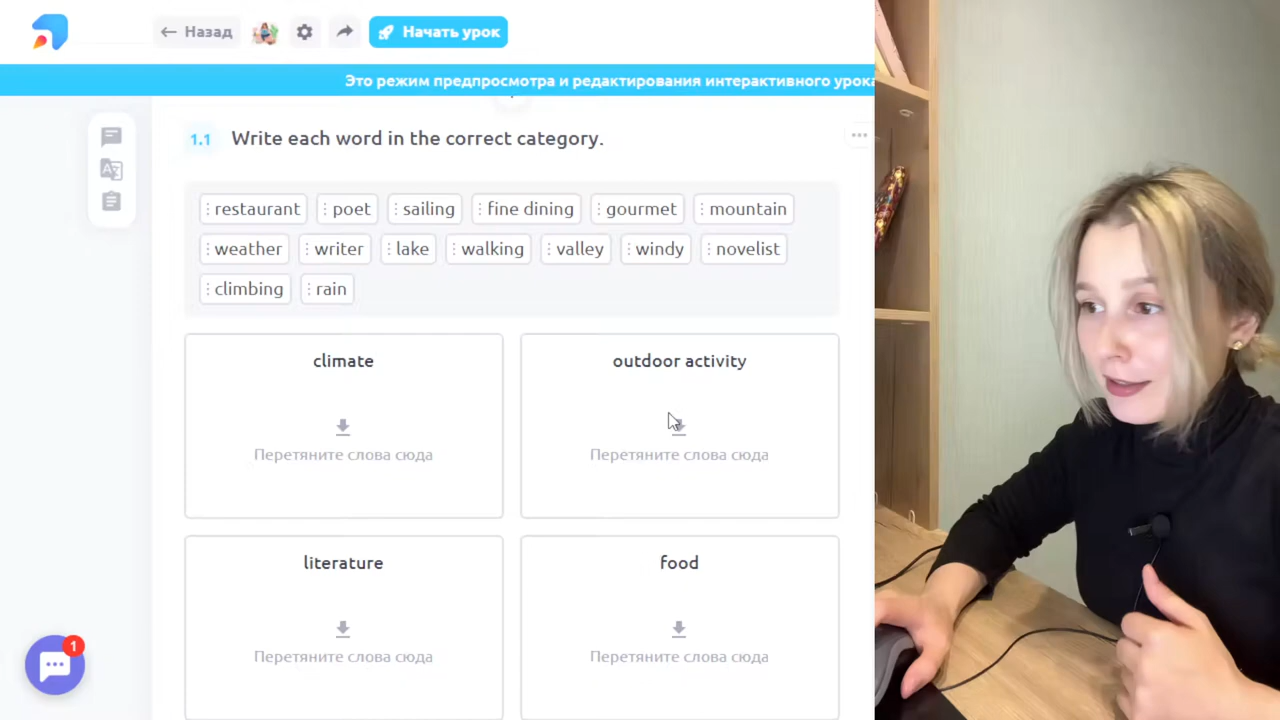 Назад
Начать урок
Это режим предпросмотра и редактирования интерактивного урока
1.1 Write each word in the correct category.
restaurant poet sailing fine dining gourmet mountain
weather writer lake walking valley windy novelist
climbing rain
climate outdoor activity
Перетяните слова сюда Перетяните слова сюда
literature food
Перетяните слова сюда Перетяните слова сюда
1